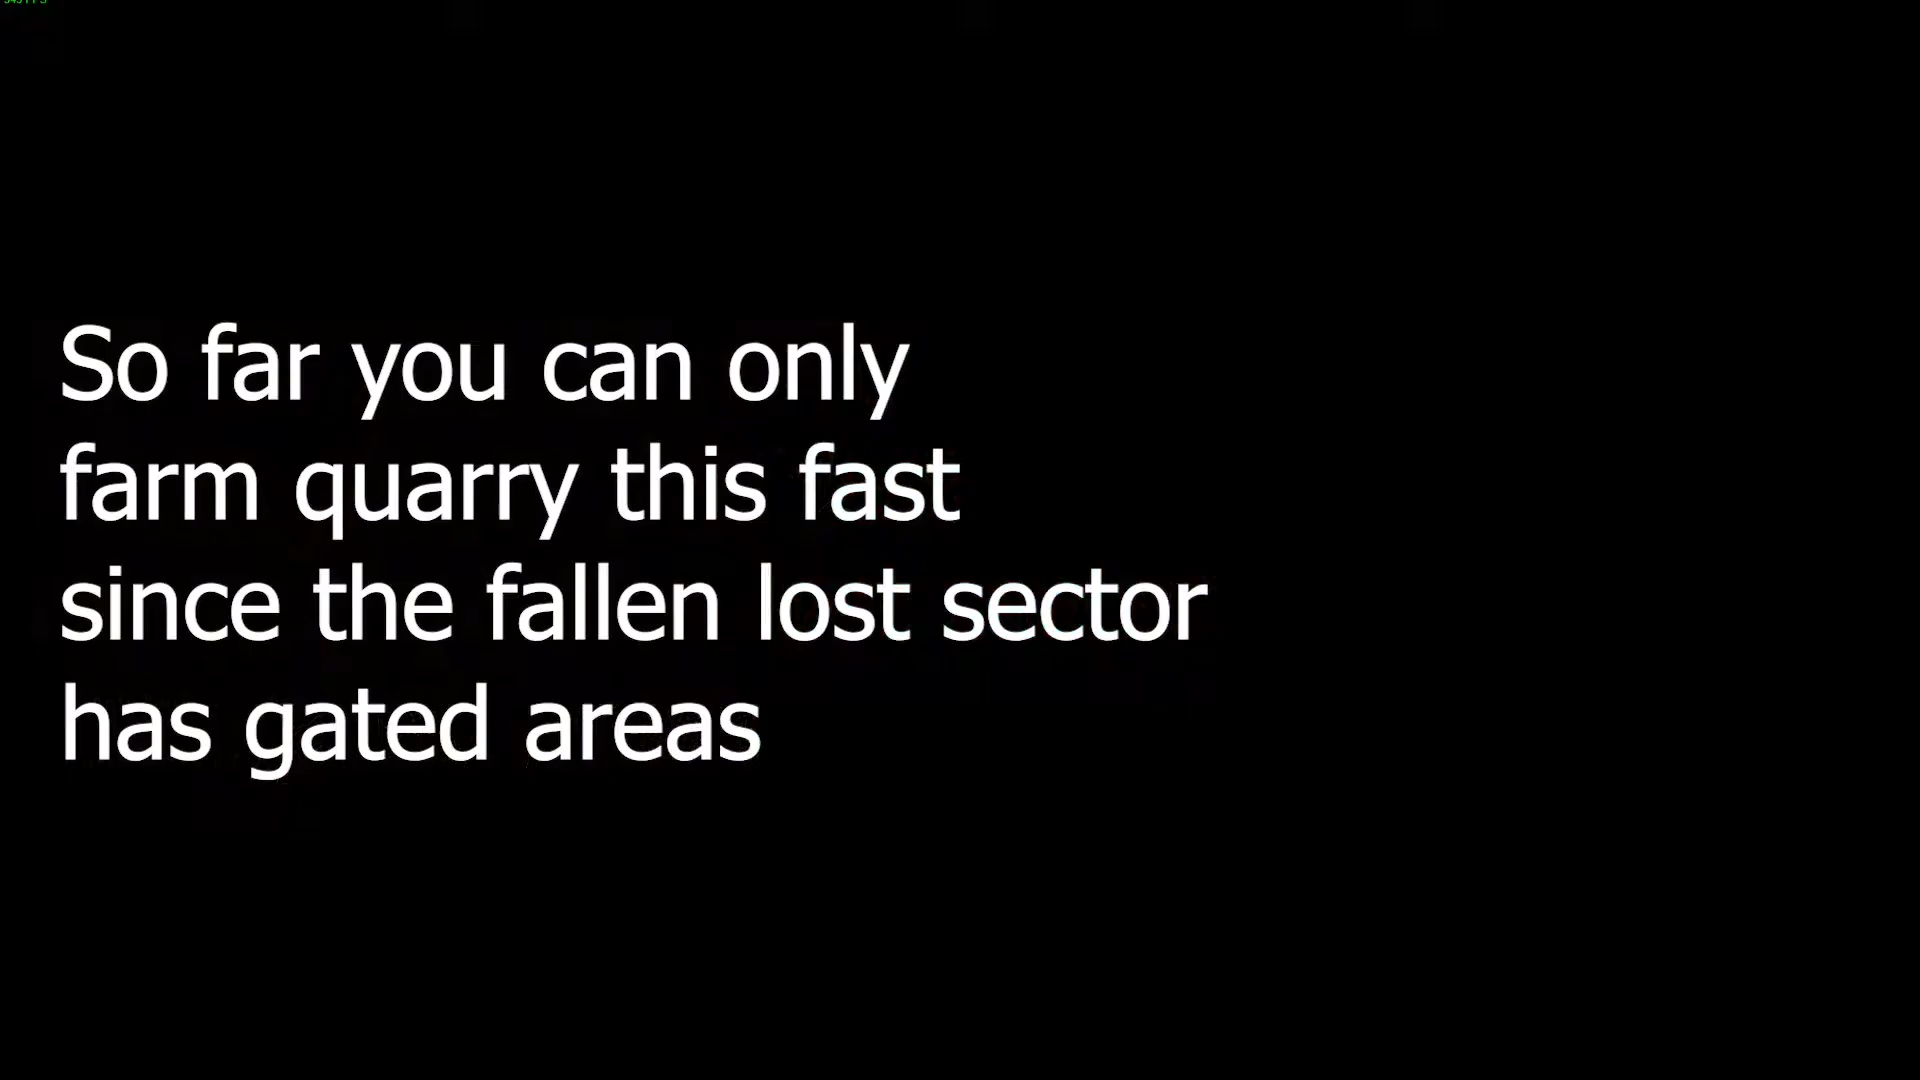 So far you can only
farm quarry this fast
since the fallen lost sector
has gated areas